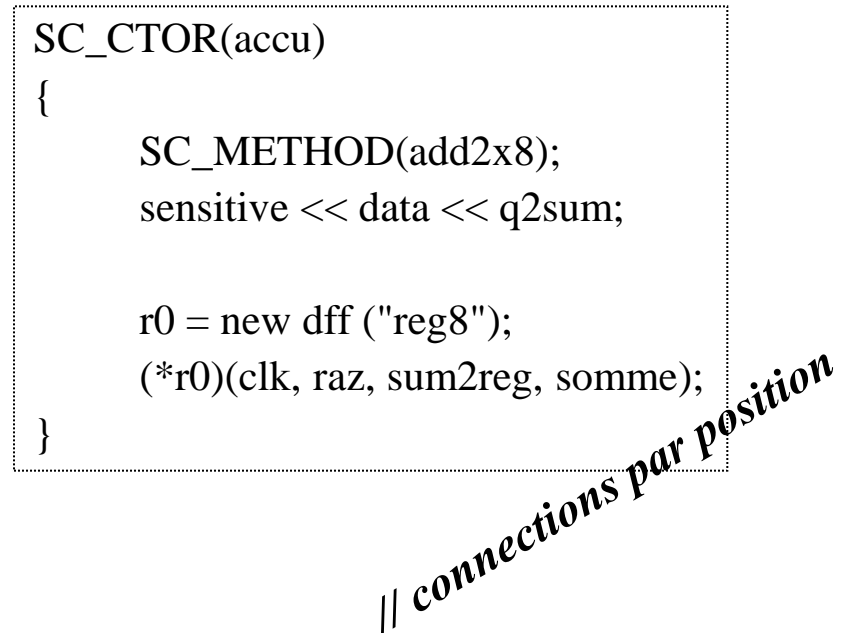 SC_CTOR(accu)
{
SC_METHOD(add2x8);
sensitive << data << q2sum;
r0 = new dff ("reg8");
(*r0)(clk, raz, sum2reg, somme);
}
// connections par position